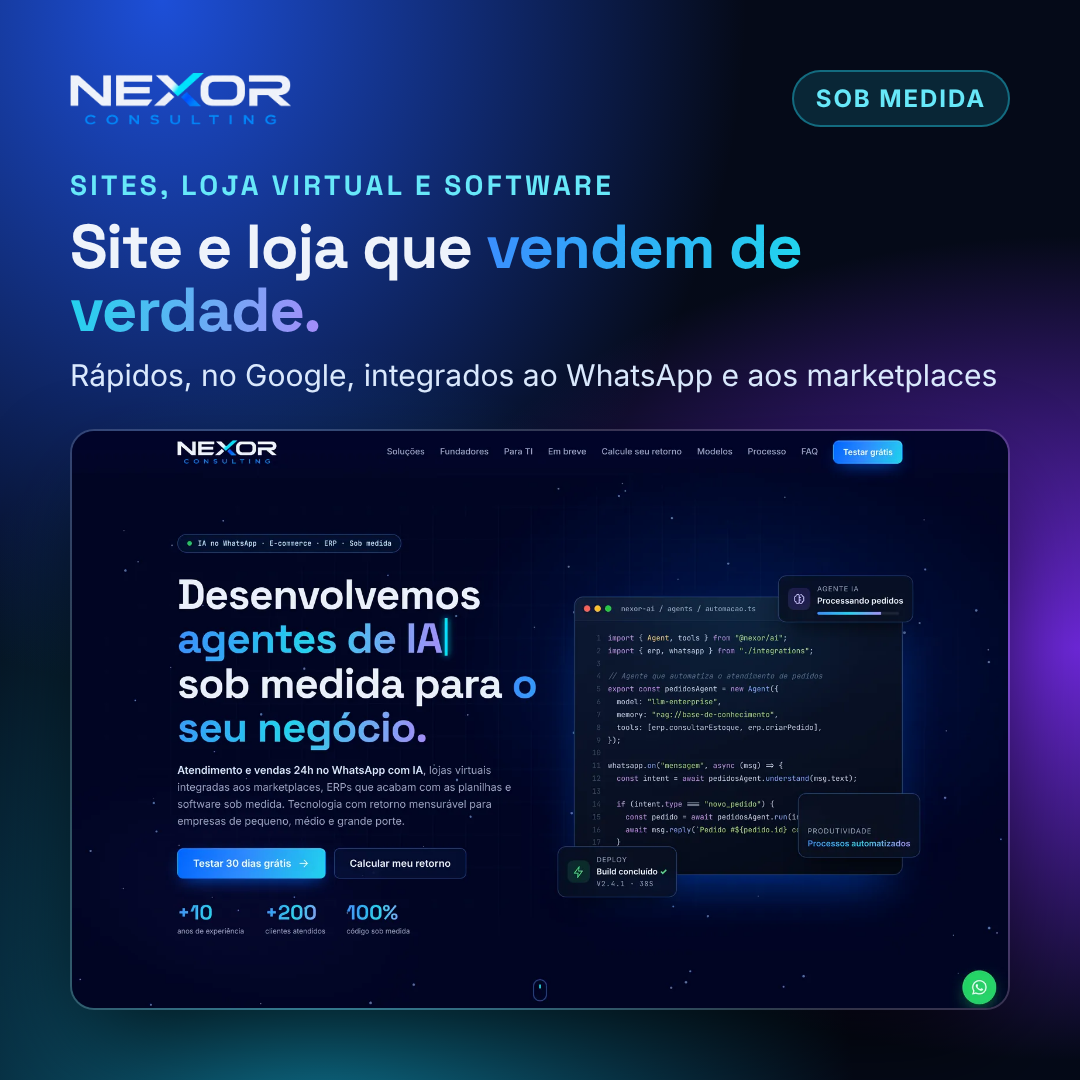 NEXOR
CONSULTING
SOB MEDIDA
SITES, LOJA VIRTUAL E SOFTWARE
Site e loja que vendem de
verdade.
Rápidos, no Google, integrados ao WhatsApp e aos marketplaces
NEXOR
CONSULTING
Soluções Fundadores Para TI Em breve Calcule seu retorno Modelos Processo FAQ Testar grátis
IA no WhatsApp · E-commerce · ERP · Sob medida
Desenvolvemos
agentes de IA
sob medida para o
seu negócio.
Atendimento e vendas 24h no WhatsApp com IA, lojas virtuais
integradas aos marketplaces, ERPs que acabam com as planilhas e
software sob medida. Tecnologia com retorno mensurável para
empresas de pequeno, médio e grande porte.
Testar 30 dias grátis → Calcular meu retorno
+10 +200 100%
anos de experiência clientes atendidos código sob medida
AGENTE IA
Processando pedidos
nexor-ai / agents / automacao.ts
1 import { Agent, tools } from "@nexor/ai";
2 import { erp, whatsapp } from "./integrations";
3
4 // Agente que automatiza o atendimento de pedidos
5 export const pedidosAgent = new Agent({
6 model: "llm-enterprise",
7 memory: "rag://base-de-conhecimento",
8 tools: [erp.consultarEstoque, erp.criarPedido],
9 });
10
11 whatsapp.on("mensagem", async (msg) => {
12 const intent = await pedidosAgent.understand(msg.text);
13
14 if (intent.type === "novo_pedido") {
15 const pedido = await pedidosAgent.run(
16 await msg.reply(`Pedido #${pedido.id}
17 }
PRODUTIVIDADE
Processos automatizados
DEPLOY
Build concluído ✓
V2.4.1 · 38S